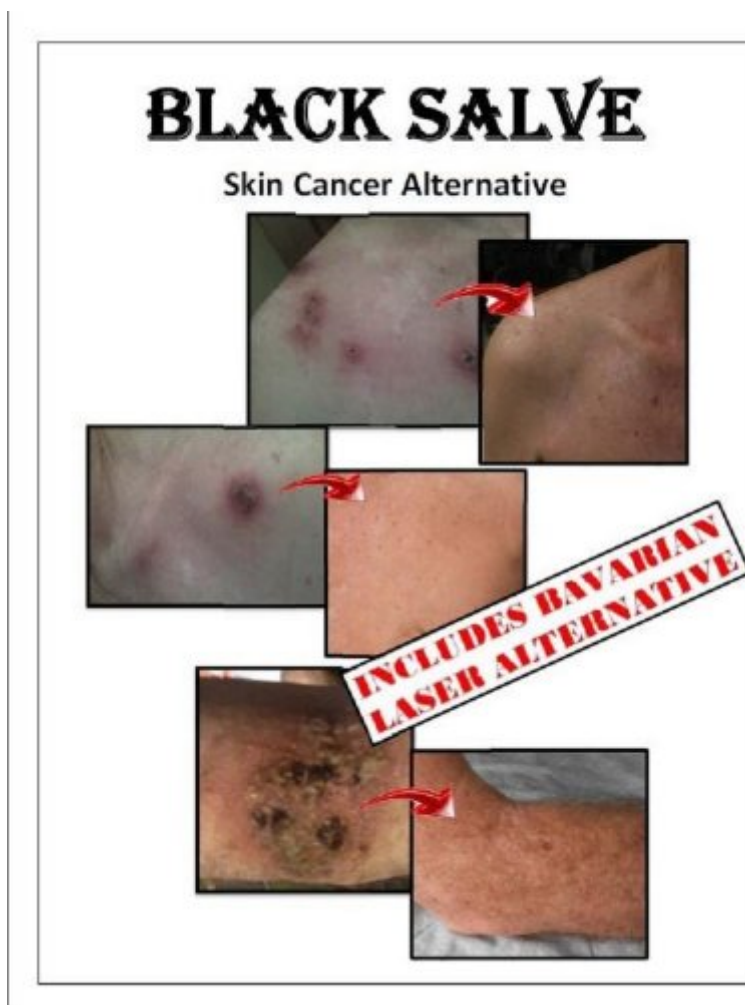 BLACK SALVE
Skin Cancer Alternative
INCLUDES BAVARIAN
LASER ALTERNATIVE